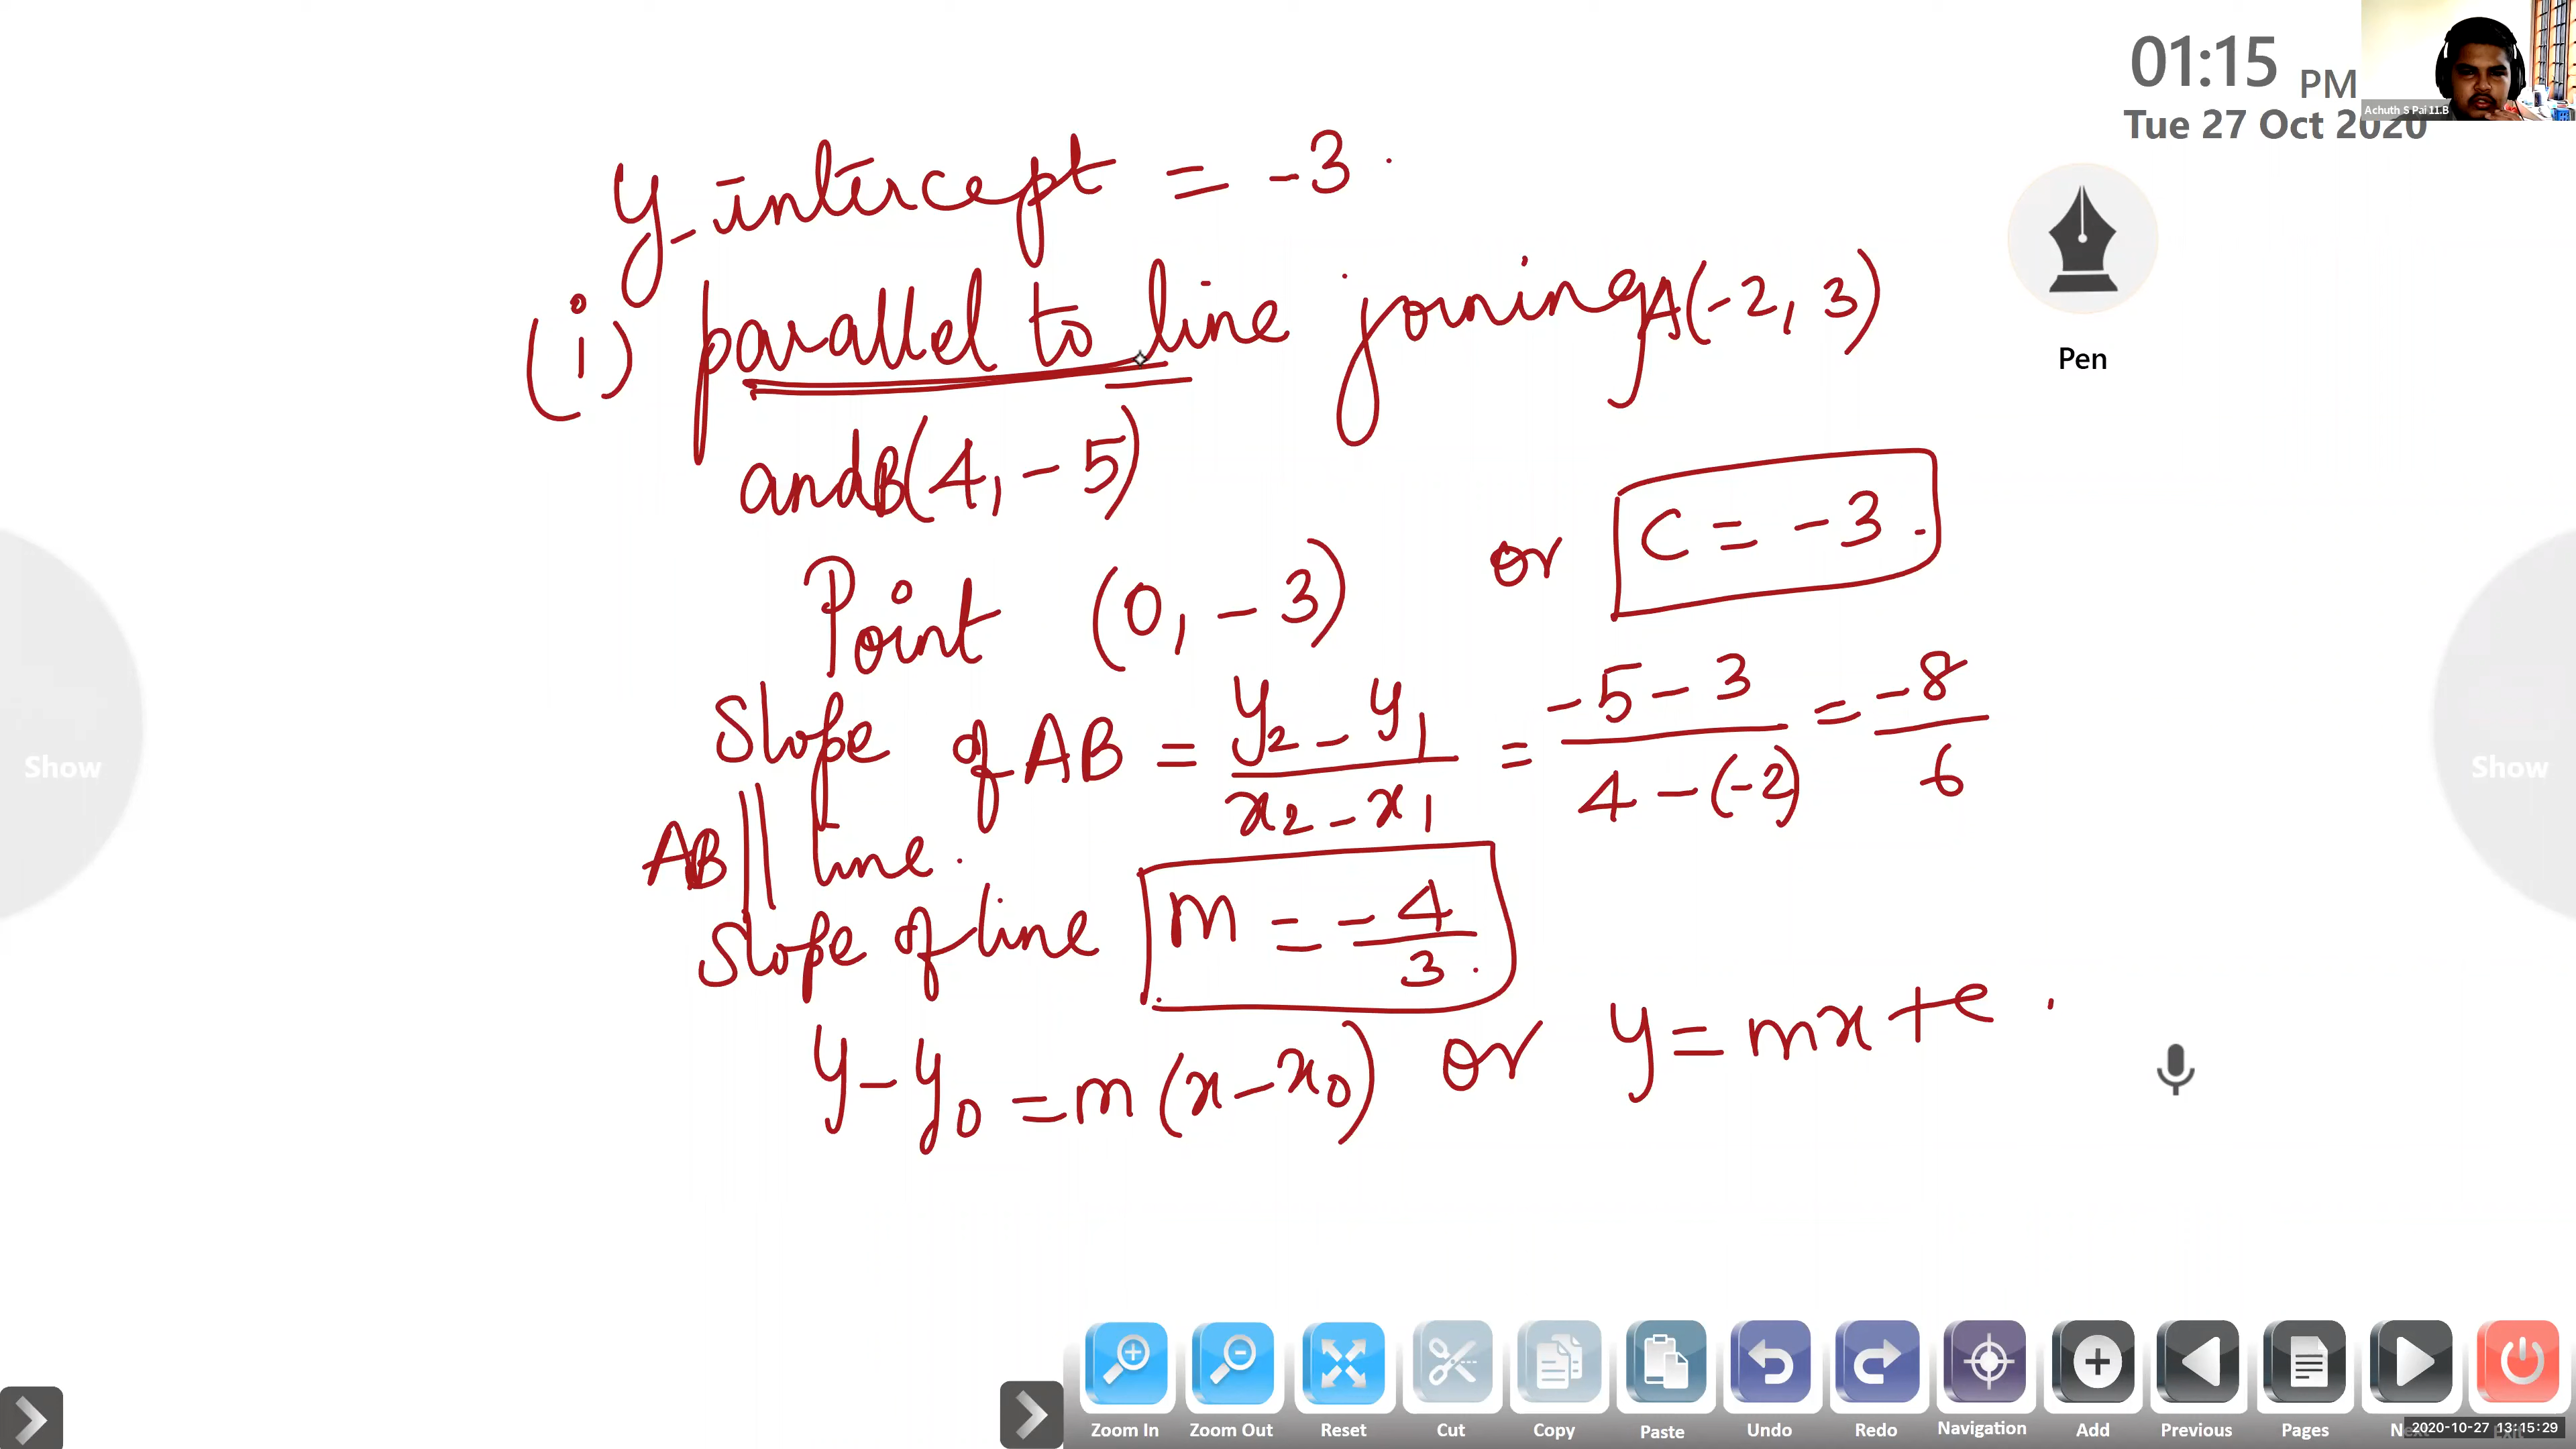 01:15 PM
Achuth S Pai 11.B
Tue 27 Oct 2020
y-intercept = -3.
(i) parallel to line joining A(-2, 3)
and B(4, -5)
Pen
Point (0, -3) or c = -3.
Slope of AB = y₂ - y₁ / x₂ - x₁ = -5 - 3 / 4 - (-2) = -8 / 6
Show
Show
AB || line.
Slope of line m = -4/3.
y - y₀ = m(x - x₀) or y = mx + c.
Zoom In Zoom Out Reset Cut Copy Paste Undo Redo Navigation Add Previous Pages
2020-10-27 13:15:29